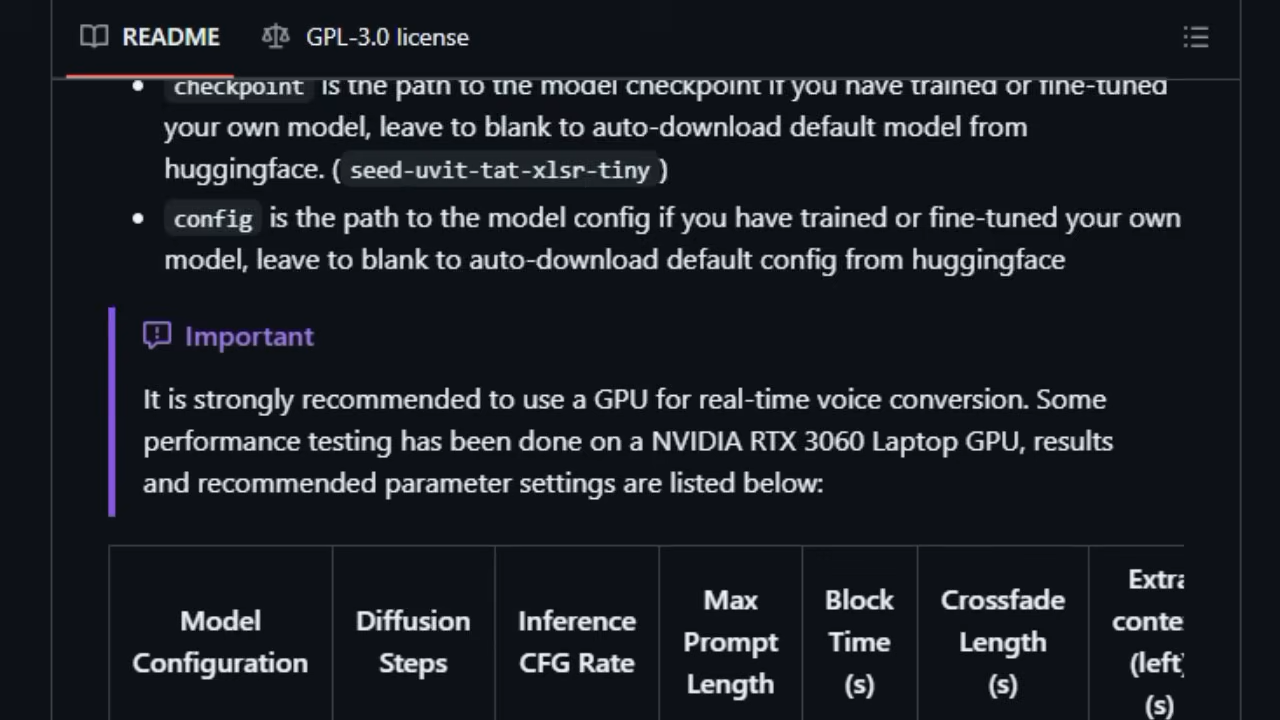 README GPL-3.0 license
checkpoint is the path to the model checkpoint if you have trained or fine-tuned
your own model, leave to blank to auto-download default model from
huggingface. ( seed-uvit-tat-xlsr-tiny )
config is the path to the model config if you have trained or fine-tuned your own
model, leave to blank to auto-download default config from huggingface
Important
It is strongly recommended to use a GPU for real-time voice conversion. Some
performance testing has been done on a NVIDIA RTX 3060 Laptop GPU, results
and recommended parameter settings are listed below:
Model
Configuration
Diffusion
Steps
Inference
CFG Rate
Max
Prompt
Length
Block
Time
(s)
Crossfade
Length
(s)
Extra
(left)
(s)